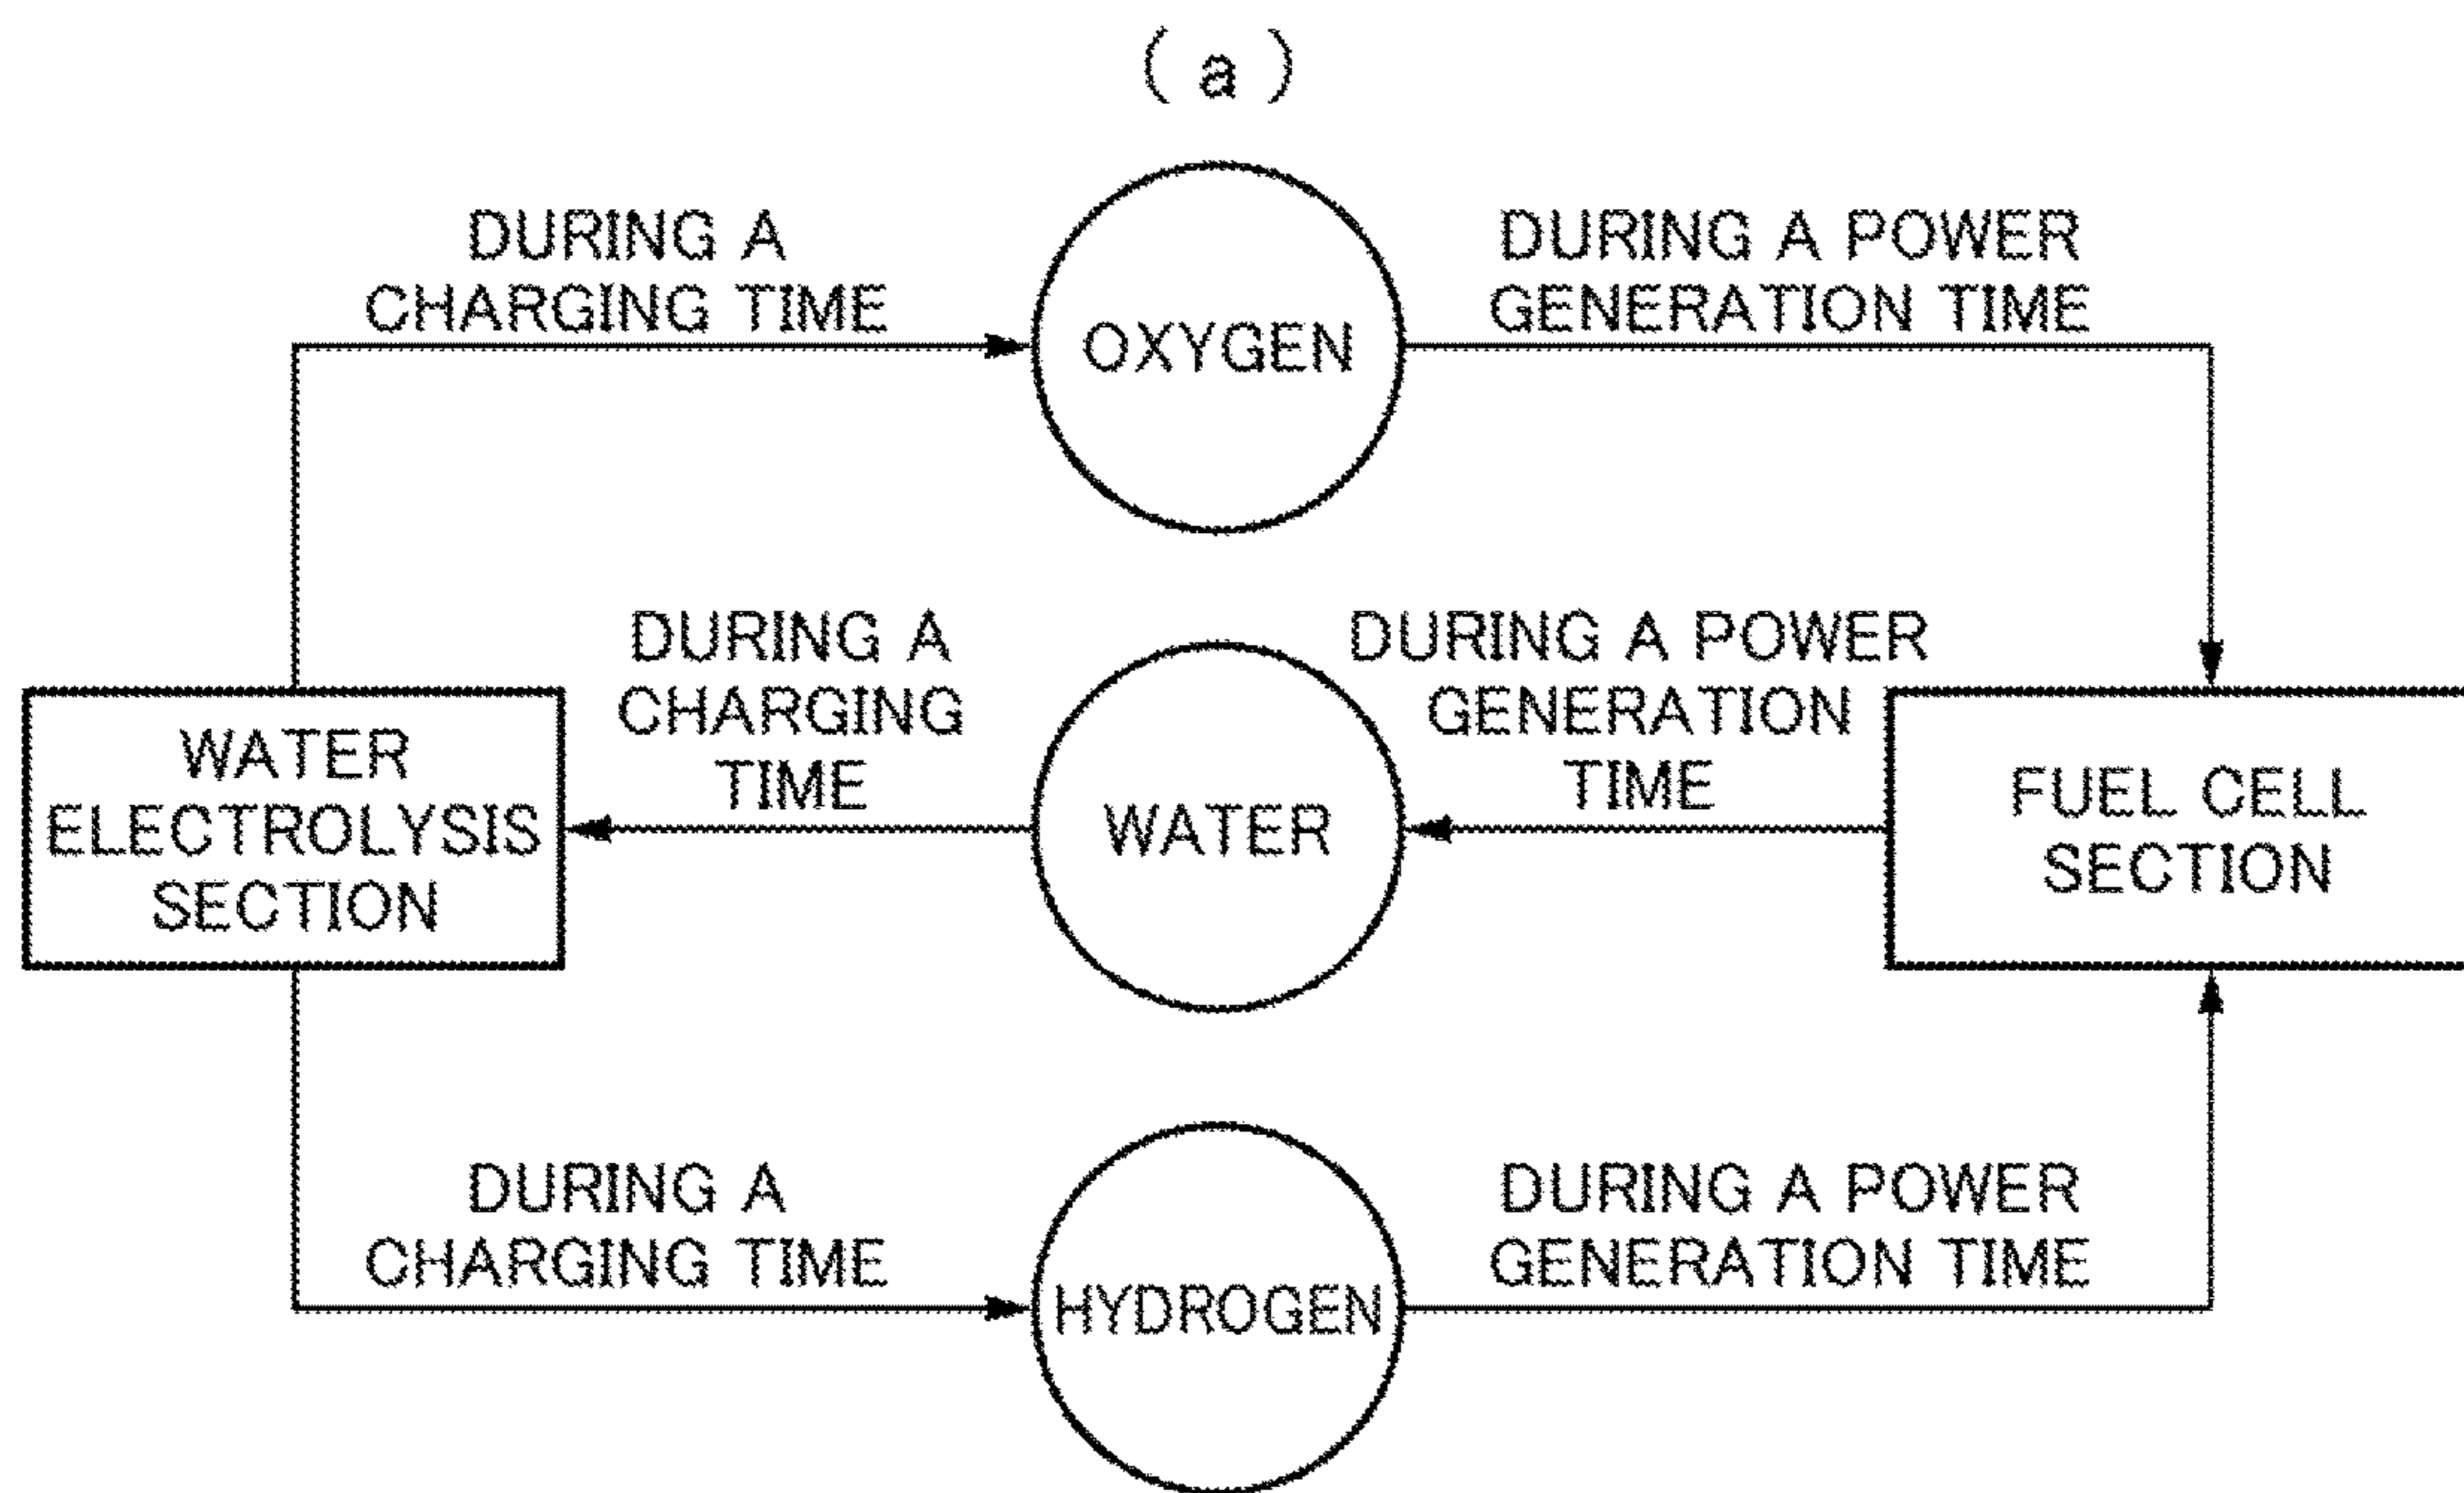 ( a )
DURING A
CHARGING TIME
OXYGEN
DURING A POWER
GENERATION TIME
WATER
ELECTROLYSIS
SECTION
DURING A
CHARGING
TIME
WATER
DURING A POWER
GENERATION
TIME
FUEL CELL
SECTION
DURING A
CHARGING TIME
HYDROGEN
DURING A POWER
GENERATION TIME